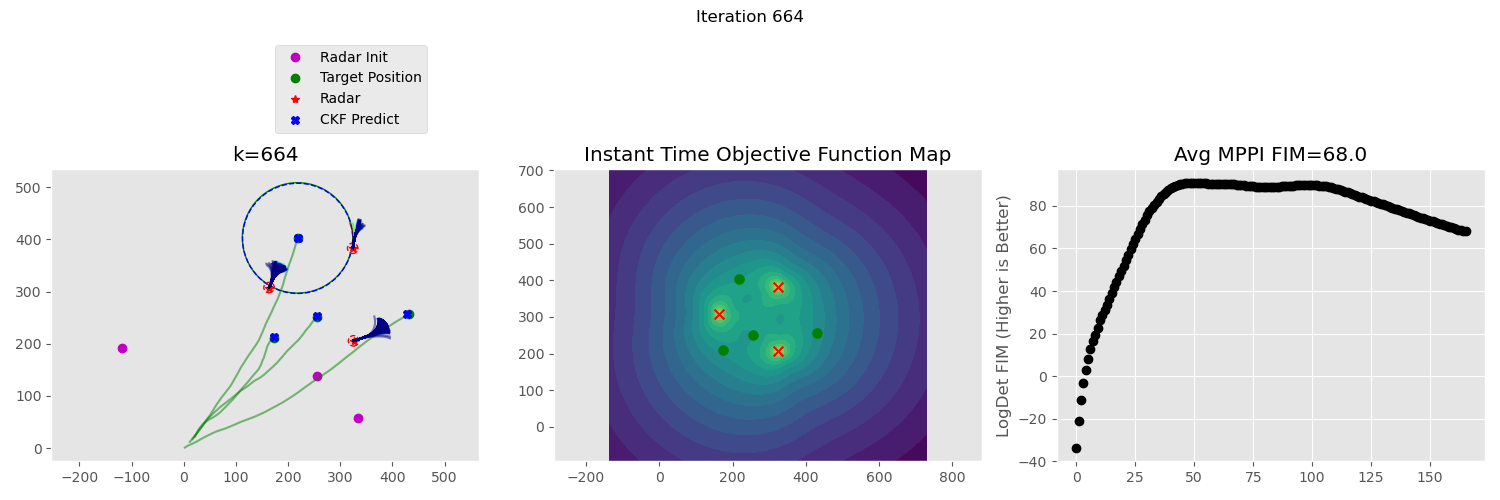 Iteration 664
Radar Init
Target Position
Radar
CKF Predict
k=664
500
400
300
200
100
0
−200 −100 0 100 200 300 400 500
Instant Time Objective Function Map
700
600
500
400
300
200
100
0
−200 0 200 400 600 800
Avg MPPI FIM=68.0
LogDet FIM (Higher is Better)
80
60
40
20
0
−20
−40
0 25 50 75 100 125 150